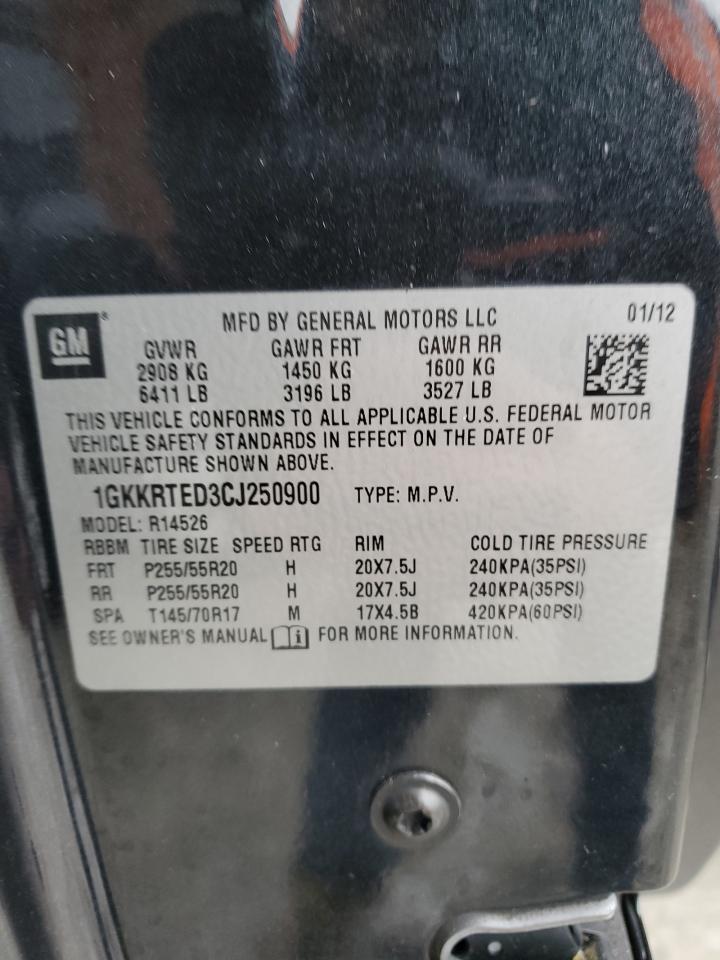 GM ®
MFD BY GENERAL MOTORS LLC 01/12
GVWR GAWR FRT GAWR RR
2908 KG 1450 KG 1600 KG
6411 LB 3196 LB 3527 LB
THIS VEHICLE CONFORMS TO ALL APPLICABLE U.S. FEDERAL MOTOR
VEHICLE SAFETY STANDARDS IN EFFECT ON THE DATE OF
MANUFACTURE SHOWN ABOVE.
1GKKRTED3CJ250900 TYPE: M.P.V.
MODEL: R14526
RBBM TIRE SIZE SPEED RTG RIM COLD TIRE PRESSURE
FRT P255/55R20 H 20X7.5J 240KPA(35PSI)
RR P255/55R20 H 20X7.5J 240KPA(35PSI)
SPA T145/70R17 M 17X4.5B 420KPA(60PSI)
SEE OWNER'S MANUAL i FOR MORE INFORMATION.